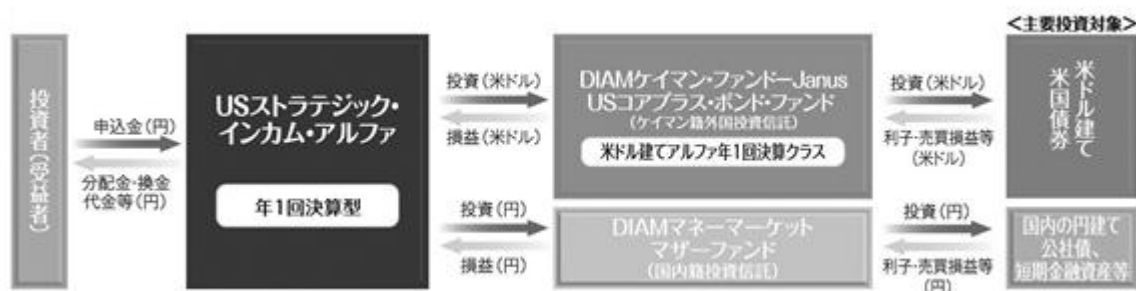 <主要投資対象>
投資者(受益者)
申込金(円)
分配金・換金
代金等(円)
USストラテジック・
インカム・アルファ
年1回決算型
投資(米ドル)
損益(米ドル)
DIAMケイマン・ファンドーJanus
USコアプラス・ボンド・ファンド
(ケイマン籍外国投資信託)
米ドル建てアルファ年1回決算クラス
投資(米ドル)
利子・売買損益等
(米ドル)
米ドル建て
米国債券
投資(円)
損益(円)
DIAMマネーマーケット
マザーファンド
(国内籍投資信託)
投資(円)
利子・売買損益等
(円)
国内の円建て
公社債、
短期金融資産等